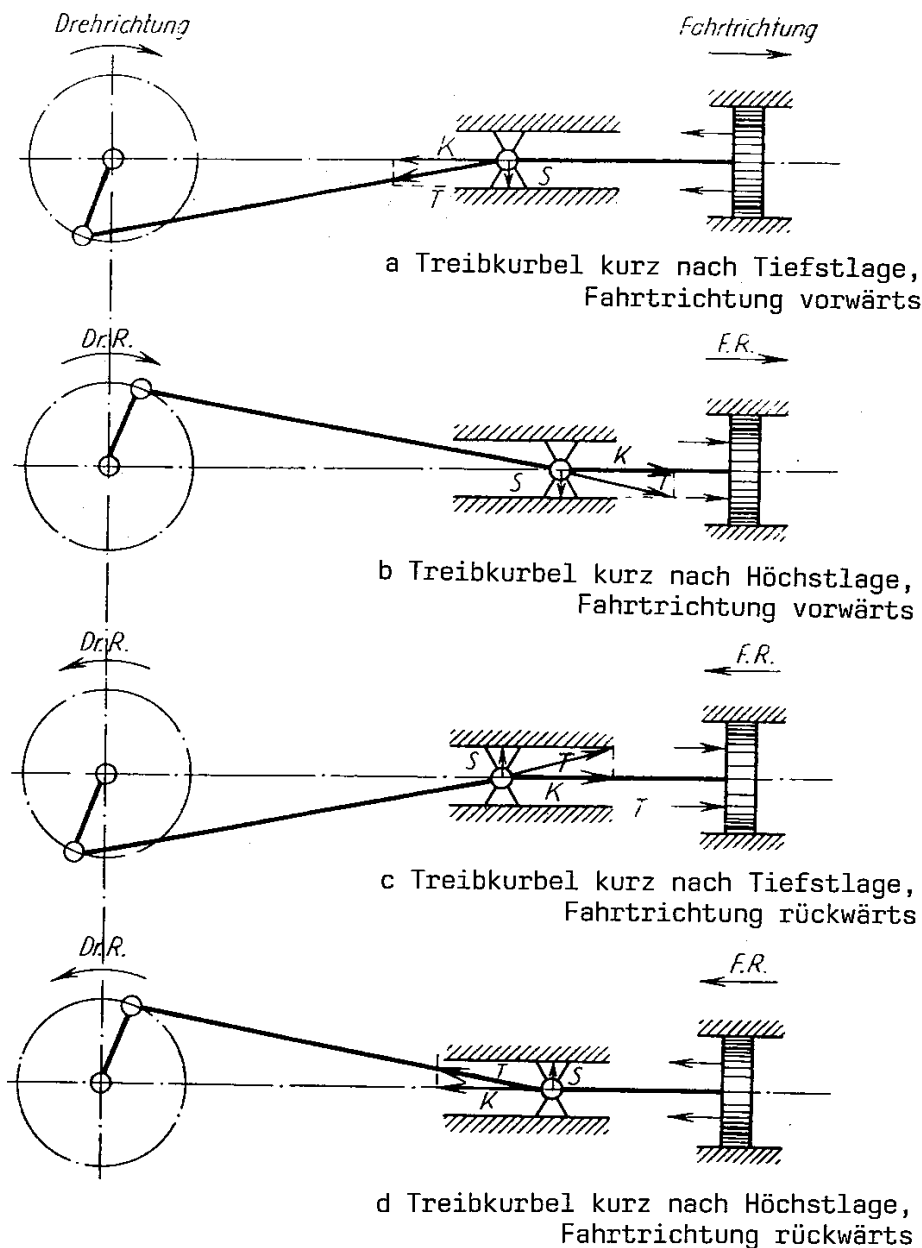 Drehrichtung
Fahrtrichtung
K
S
T
a Treibkurbel kurz nach Tiefstlage,
Fahrtrichtung vorwärts
Dr.R.
F.R.
K
S
T
b Treibkurbel kurz nach Höchstlage,
Fahrtrichtung vorwärts
Dr.R.
F.R.
S
T
K
T
c Treibkurbel kurz nach Tiefstlage,
Fahrtrichtung rückwärts
Dr.R.
F.R.
T
S
K
d Treibkurbel kurz nach Höchstlage,
Fahrtrichtung rückwärts